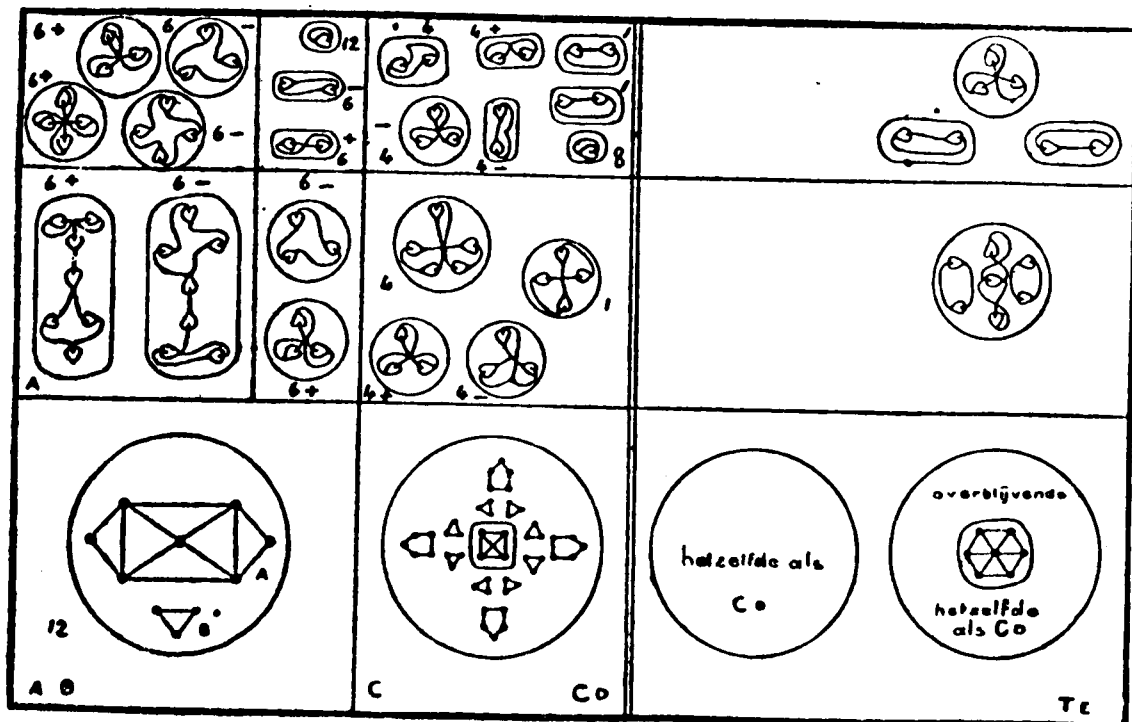 6+
6 -
6+
6 -
12
6 -
+
6
4
4+
-
4
4 -
8
6+
6 -
6 -
A
6+
6
1
4+
4 -
A
B
12
A B
C
Co
hetzelfde als
Co
overblijvende
hetzelfde
als Co
TE